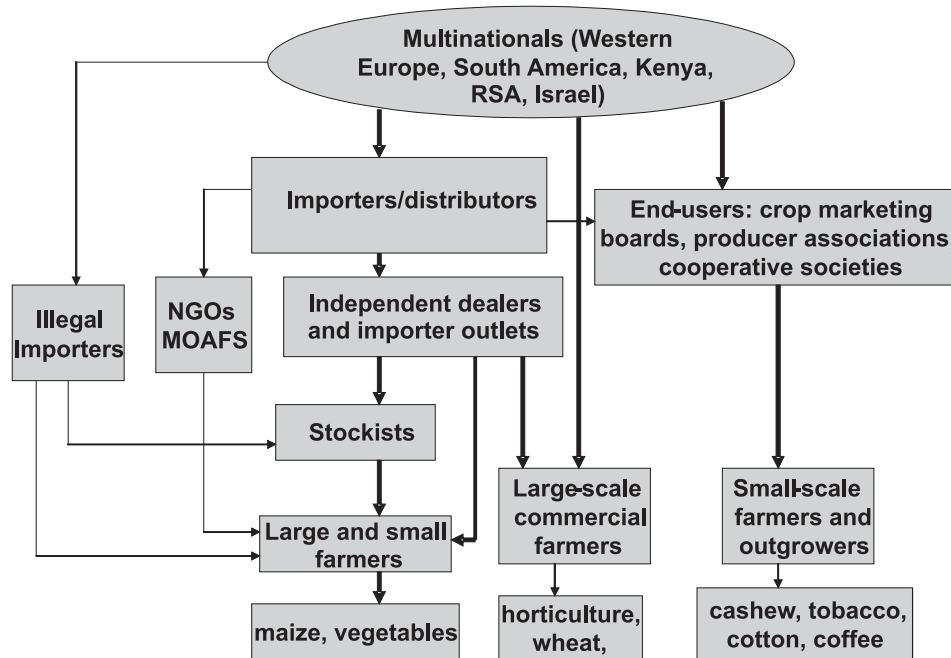 Multinationals (Western
Europe, South America, Kenya,
RSA, Israel)
Importers/distributors
End-users: crop marketing
boards, producer associations
cooperative societies
Illegal
Importers
NGOs
MOAFS
Independent dealers
and importer outlets
Stockists
Large and small
farmers
Large-scale
commercial
farmers
Small-scale
farmers and
outgrowers
maize, vegetables
horticulture,
wheat,
cashew, tobacco,
cotton, coffee